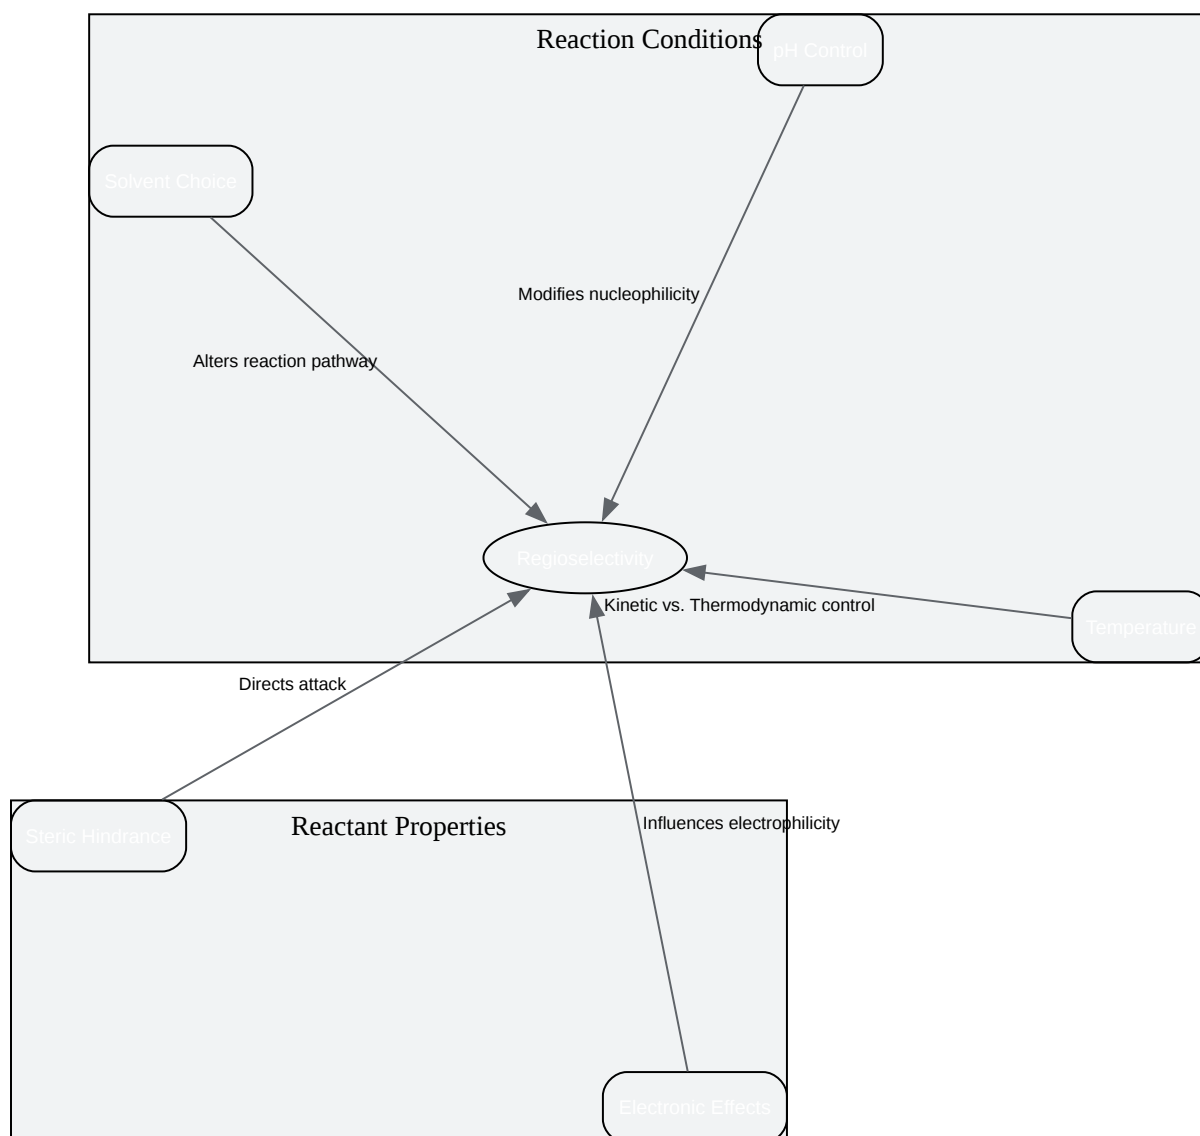 Reaction Conditions
pH Control
Solvent Choice
Modifies nucleophilicity
Alters reaction pathway
Regioselectivity
Kinetic vs. Thermodynamic control
Temperature
Directs attack
Reactant Properties
Steric Hindrance
Influences electrophilicity
Electronic Effects